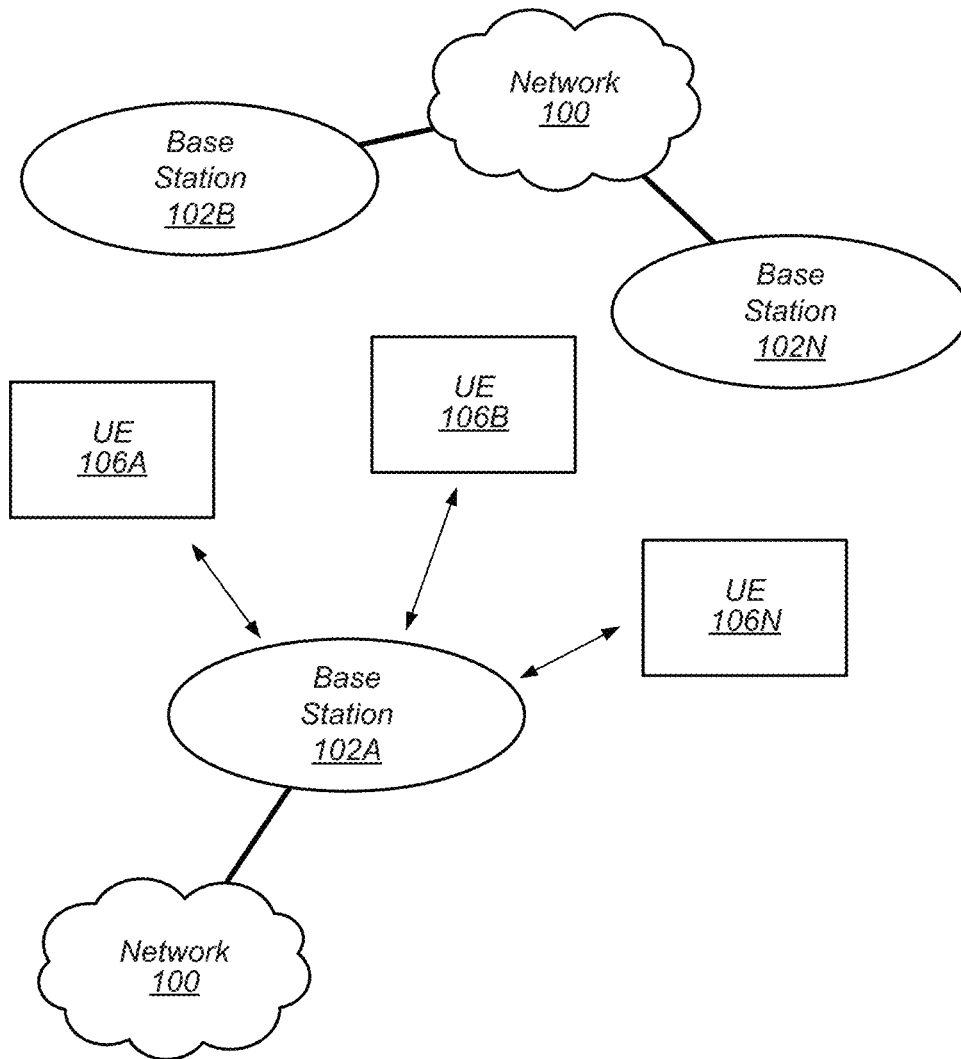 Network
100
Base
Station
102B
Base
Station
102N
UE
106B
UE
106A
UE
106N
Base
Station
102A
Network
100